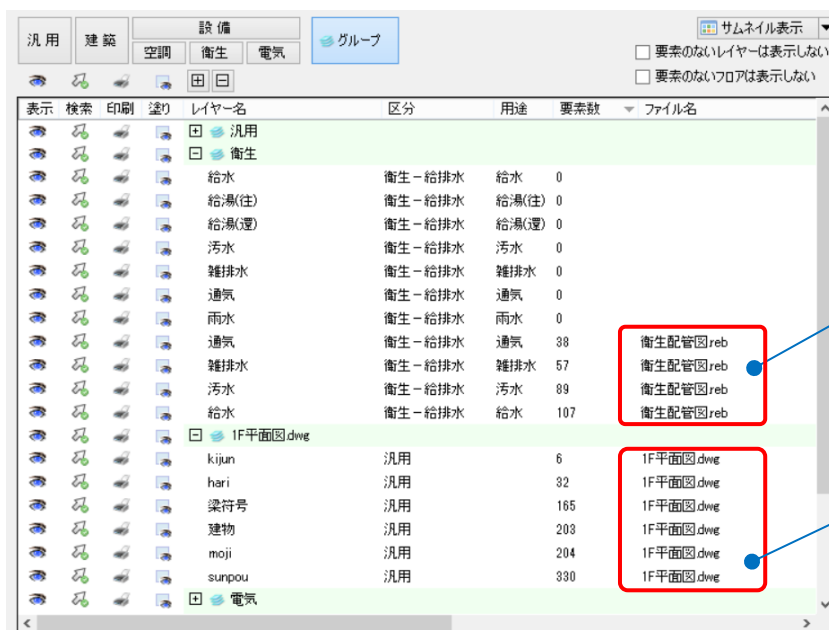 汎用 建築 設備 グループ サムネイル表示
空調 衛生 電気
要素のないレイヤーは表示しない
要素のないフロアは表示しない
表示 検索 印刷 塗り レイヤー名 区分 用途 要素数 ファイル名
汎用
衛生
給水 衛生－給排水 給水 0
給湯(往) 衛生－給排水 給湯(往) 0
給湯(還) 衛生－給排水 給湯(還) 0
汚水 衛生－給排水 汚水 0
雑排水 衛生－給排水 雑排水 0
通気 衛生－給排水 通気 0
雨水 衛生－給排水 雨水 0
通気 衛生－給排水 通気 38 衛生配管図.reb
雑排水 衛生－給排水 雑排水 57 衛生配管図.reb
汚水 衛生－給排水 汚水 89 衛生配管図.reb
給水 衛生－給排水 給水 107 衛生配管図.reb
1F平面図.dwg
kijun 汎用 6 1F平面図.dwg
hari 汎用 32 1F平面図.dwg
梁符号 汎用 165 1F平面図.dwg
建物 汎用 203 1F平面図.dwg
moji 汎用 204 1F平面図.dwg
sunpou 汎用 330 1F平面図.dwg
電気